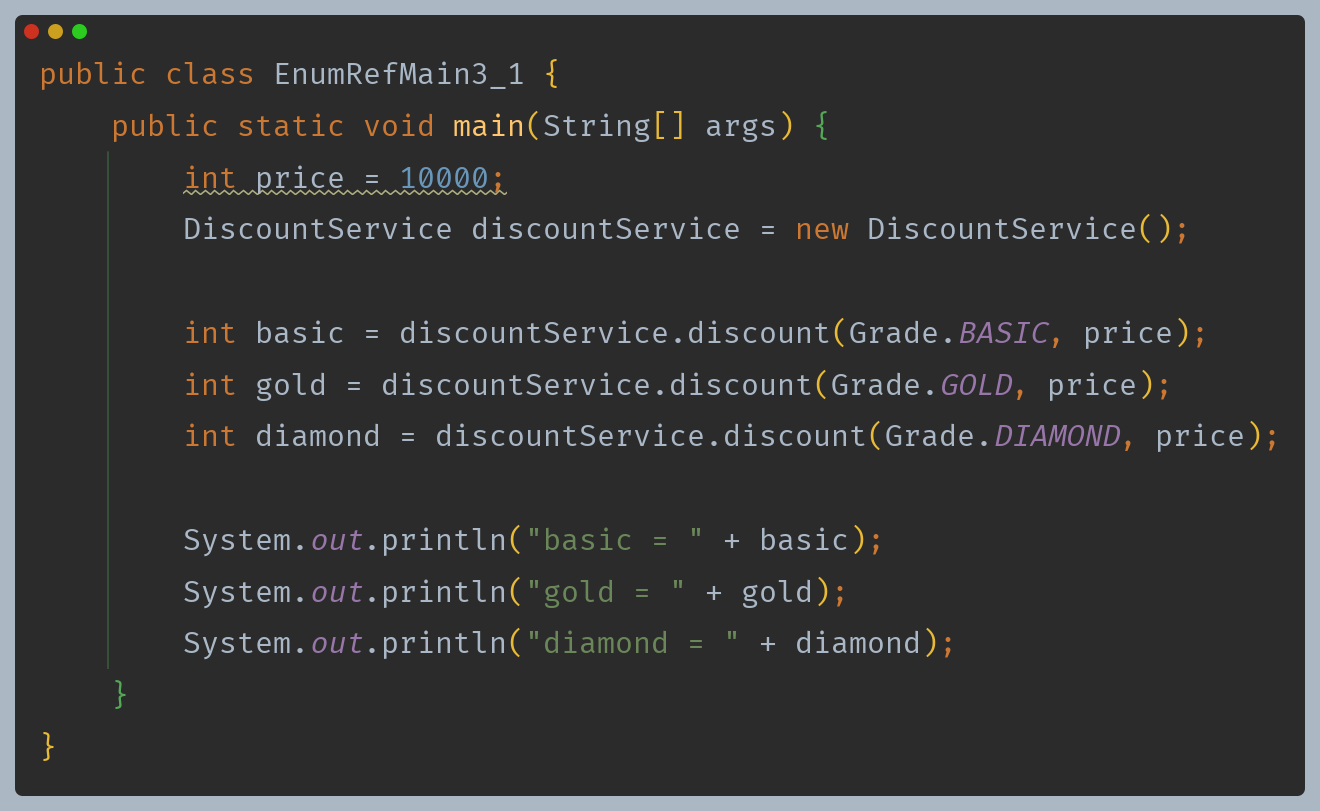 public class EnumRefMain3_1 {
    public static void main(String[] args) {
        int price = 10000;
        DiscountService discountService = new DiscountService();

        int basic = discountService.discount(Grade.BASIC, price);
        int gold = discountService.discount(Grade.GOLD, price);
        int diamond = discountService.discount(Grade.DIAMOND, price);

        System.out.println("basic = " + basic);
        System.out.println("gold = " + gold);
        System.out.println("diamond = " + diamond);
    }
}